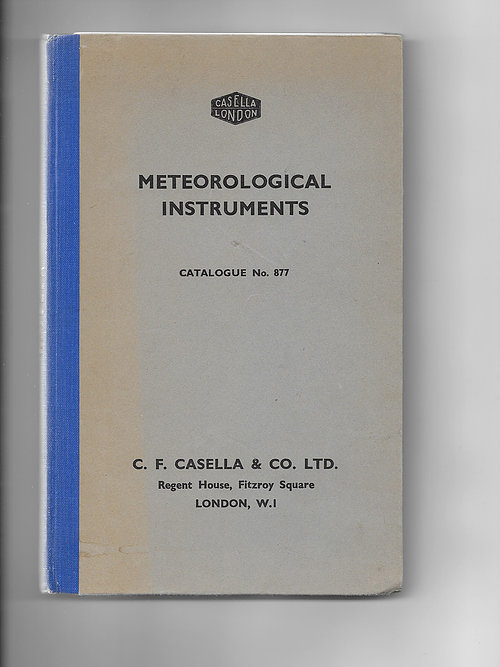 CASELLA
LONDON
METEOROLOGICAL
INSTRUMENTS
CATALOGUE No. 877
C. F. CASELLA & CO. LTD.
Regent House, Fitzroy Square
LONDON, W.1